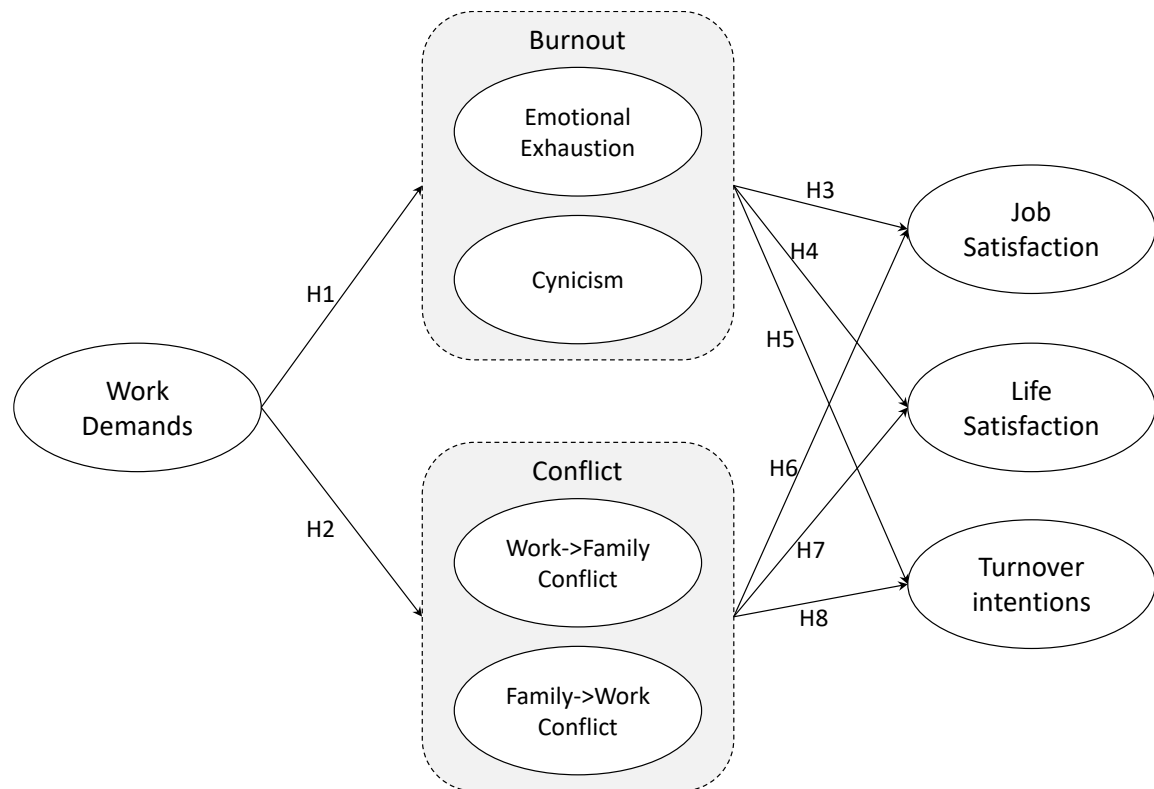 Burnout
Emotional
Exhaustion
Cynicism
H1
Work
Demands
H2
Conflict
Work->Family
Conflict
Family->Work
Conflict
H3
H4
H5
H6
H7
H8
Job
Satisfaction
Life
Satisfaction
Turnover
intentions